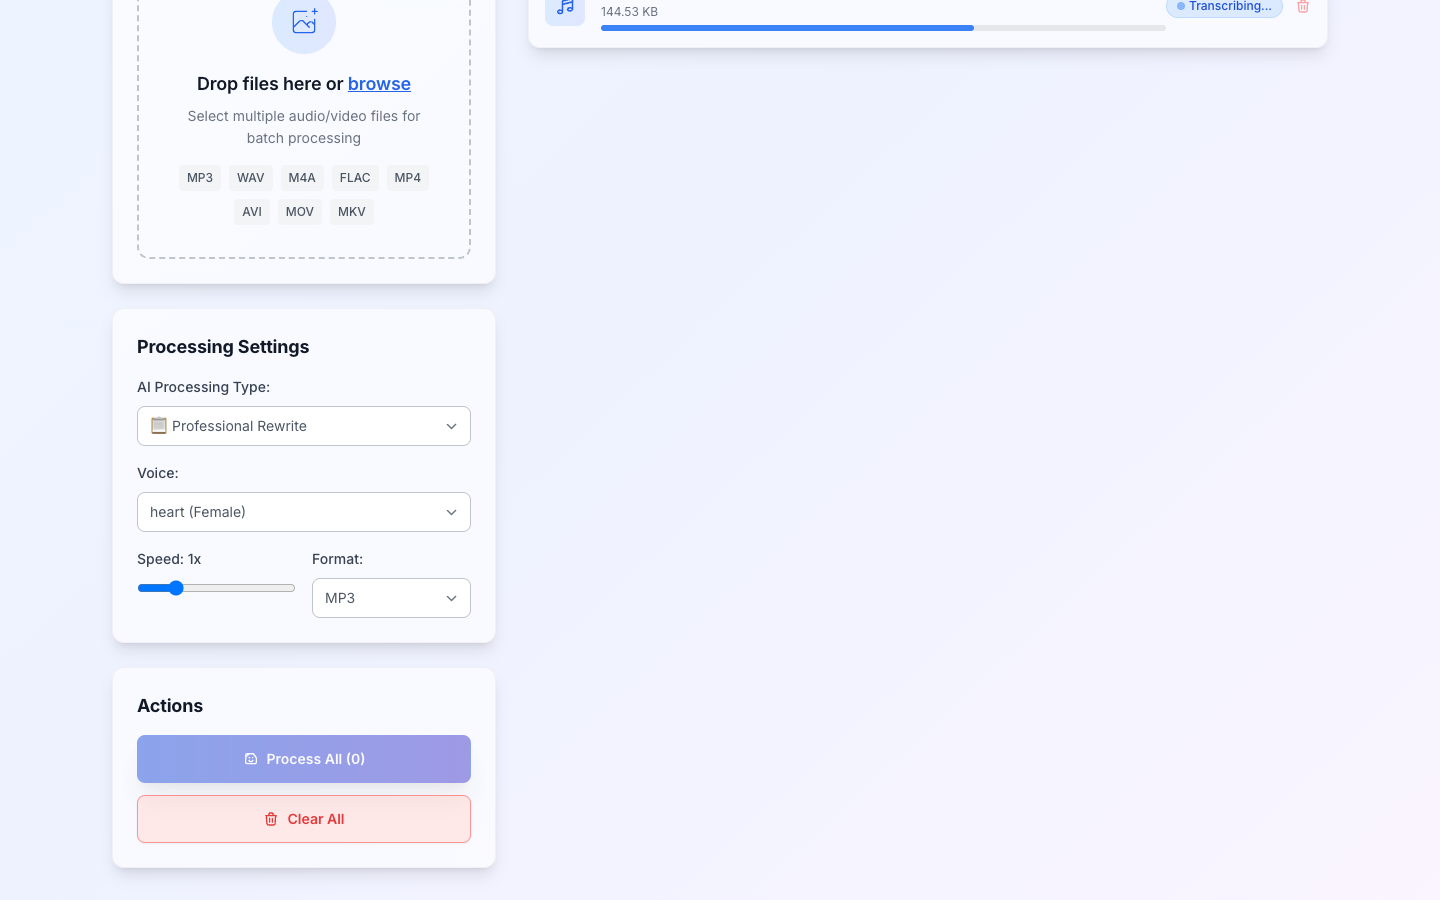 Drop files here or browse
Select multiple audio/video files for
batch processing
MP3 WAV M4A FLAC MP4
AVI MOV MKV
Processing Settings
AI Processing Type:
📋 Professional Rewrite
Voice:
heart (Female)
Speed: 1x
Format:
MP3
Actions
Process All (0)
Clear All
144.53 KB
Transcribing...